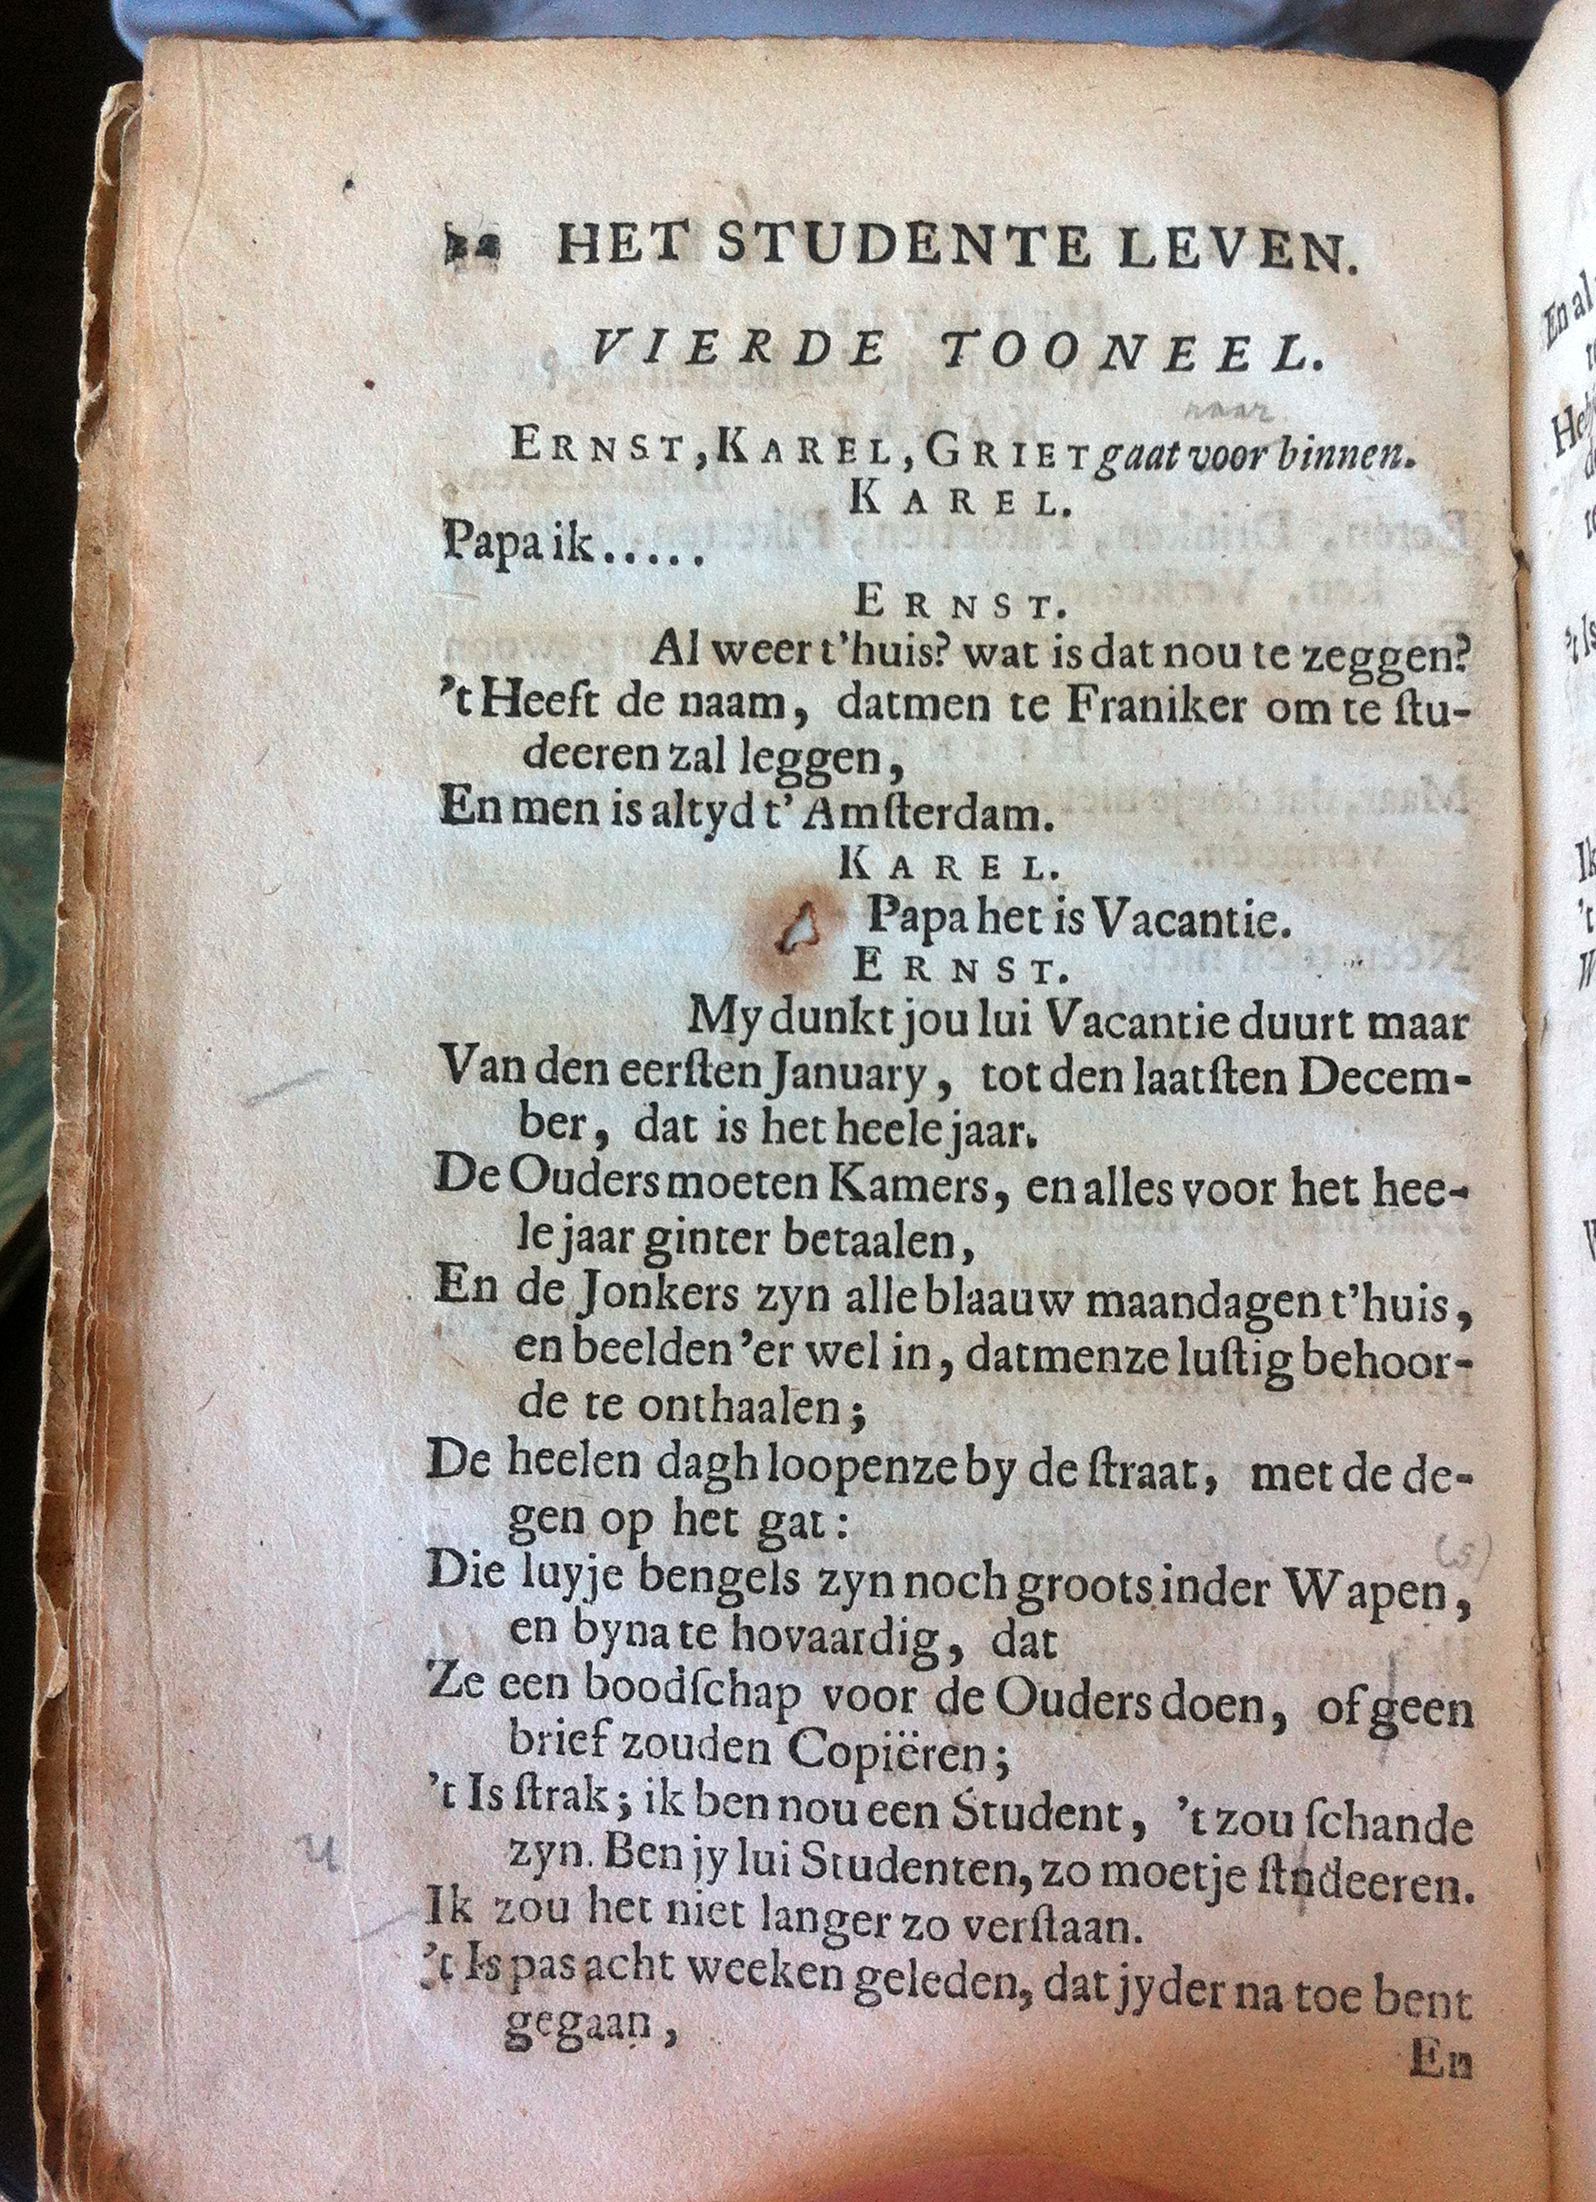 HET STUDENTE LEVEN.
VIERDE TOONEEL.
naar
ERNST, KAREL, GRIET gaat voor binnen.
KAREL.
Papa ik.....
ERNST.
Al weer t'huis? wat is dat nou te zeggen?
't Heeft de naam, datmen te Franiker om te ſtu-
deeren zal leggen,
En men is altyd t' Amſterdam.
KAREL.
Papa het is Vacantie.
ERNST.
My dunkt jou lui Vacantie duurt maar
Van den eerſten January, tot den laatſten Decem-
ber, dat is het heele jaar.
De Ouders moeten Kamers, en alles voor het hee-
le jaar ginter betaalen,
En de Jonkers zyn alle blaauw maandagen t'huis,
en beelden 'er wel in, datmenze luſtig behoor-
de te onthaalen;
De heelen dagh loopenze by de ſtraat, met de de-
gen op het gat:
(s)
Die luyje bengels zyn noch groots in der Wapen,
en byna te hovaardig, dat
Ze een boodſchap voor de Ouders doen, of geen
brief zouden Copiëren;
't Is ſtrak; ik ben nou een Student, 't zou ſchande
zyn. Ben jy lui Studenten, zo moetje ſtndeeren.
u
Ik zou het niet langer zo verſtaan.
't Is pas acht weeken geleden, dat jyder na toe bent
gegaan,
En